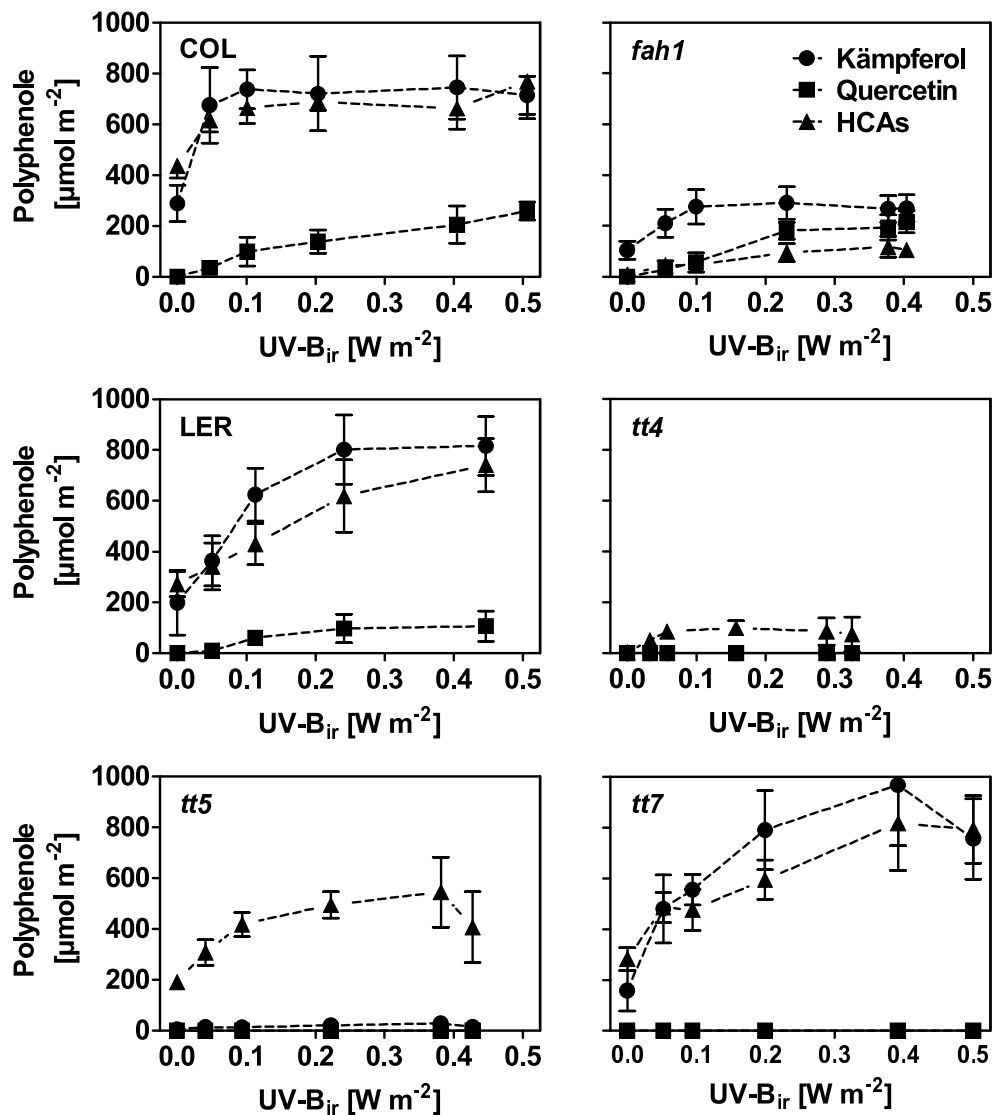 COL
fah1
Kämpferol
Quercetin
HCAs
Polyphenole
[µmol m-2]
1000
800
600
400
200
0
0.0 0.1 0.2 0.3 0.4 0.5
UV-Bir [W m-2]
0.0 0.1 0.2 0.3 0.4 0.5
UV-Bir [W m-2]
LER
tt4
Polyphenole
[µmol m-2]
1000
800
600
400
200
0
0.0 0.1 0.2 0.3 0.4 0.5
UV-Bir [W m-2]
0.0 0.1 0.2 0.3 0.4 0.5
UV-Bir [W m-2]
tt5
tt7
Polyphenole
[µmol m-2]
1000
800
600
400
200
0
0.0 0.1 0.2 0.3 0.4 0.5
UV-Bir [W m-2]
0.0 0.1 0.2 0.3 0.4 0.5
UV-Bir [W m-2]